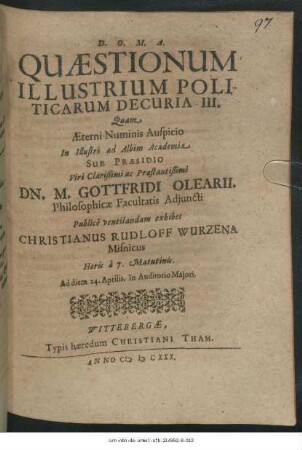 97
D. O. M. A.
QUÆSTIONUM
ILLUSTRIUM POLI-
TICARUM DECURIA III.
Quam
Æterni Numinis Auspicio
In Illustri ad Albim Academia
SUB PRÆSIDIO
Viri Clarissimi ac Præstantissimi
DN. M. GOTTFRIDI OLEARII,
Philosophicæ Facultatis Adjuncti
Publicè ventilandam exhibet
CHRISTIANUS RUDLOFF WURZENA
Misnicus
Horis à 7. Matutinis.
Ad diem 24. Aprilis. In Auditorio Majori.
WITTEBERGÆ,
Typis hæredum CHRISTIANI THAM.
ANNO CIↃ IↃ CXXX.